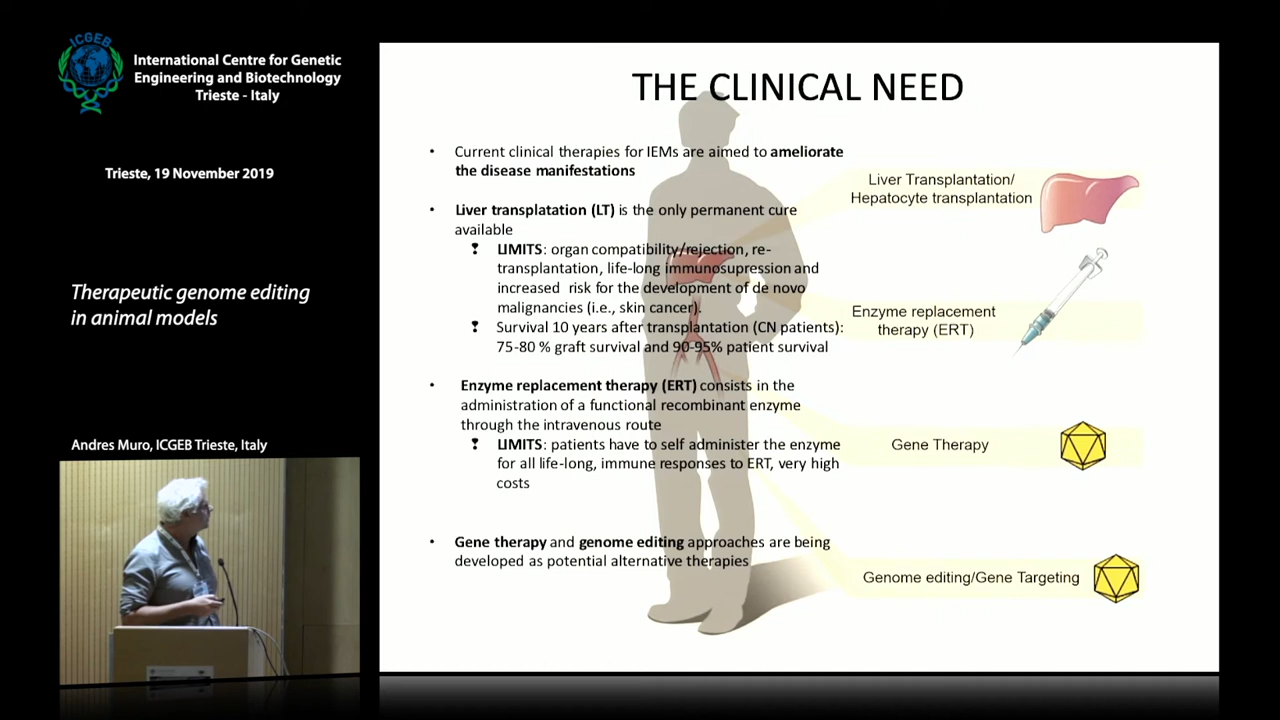 ICGEB
International Centre for Genetic
Engineering and Biotechnology
Trieste - Italy
Trieste, 19 November 2019
Therapeutic genome editing
in animal models
Andres Muro, ICGEB Trieste, Italy
THE CLINICAL NEED
• Current clinical therapies for IEMs are aimed to ameliorate
the disease manifestations
• Liver transplatation (LT) is the only permanent cure
available
LIMITS: organ compatibility/rejection, re-
transplantation, life-long immunosupression and
increased risk for the development of de novo
malignancies (i.e., skin cancer).
Survival 10 years after transplantation (CN patients):
75-80 % graft survival and 90-95% patient survival
• Enzyme replacement therapy (ERT) consists in the
administration of a functional recombinant enzyme
through the intravenous route
LIMITS: patients have to self administer the enzyme
for all life-long, immune responses to ERT, very high
costs
• Gene therapy and genome editing approaches are being
developed as potential alternative therapies
Liver Transplantation/
Hepatocyte transplantation
Enzyme replacement
therapy (ERT)
Gene Therapy
Genome editing/Gene Targeting